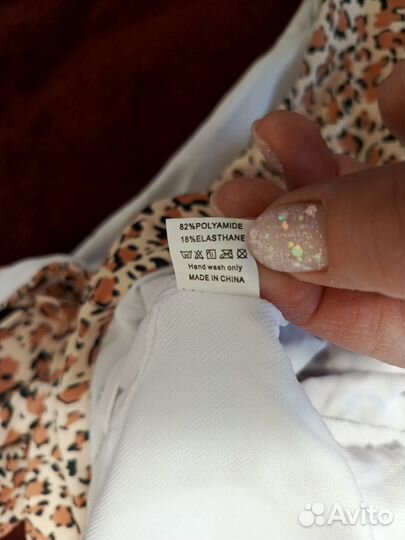 82%POLYAMIDE
18%ELASTHANE
Hand wash only
MADE IN CHINA
Avito